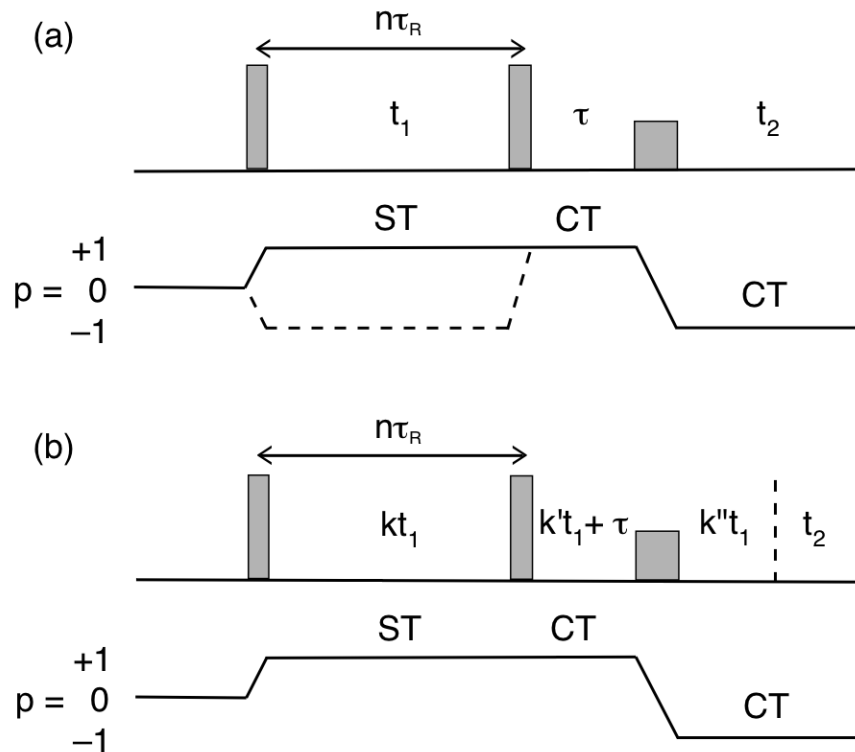 (a)
nτR
t1 τ t2
ST CT
+1
p = 0
CT
–1
(b)
nτR
kt1 k't1 + τ k"t1 t2
ST CT
+1
p = 0
CT
–1